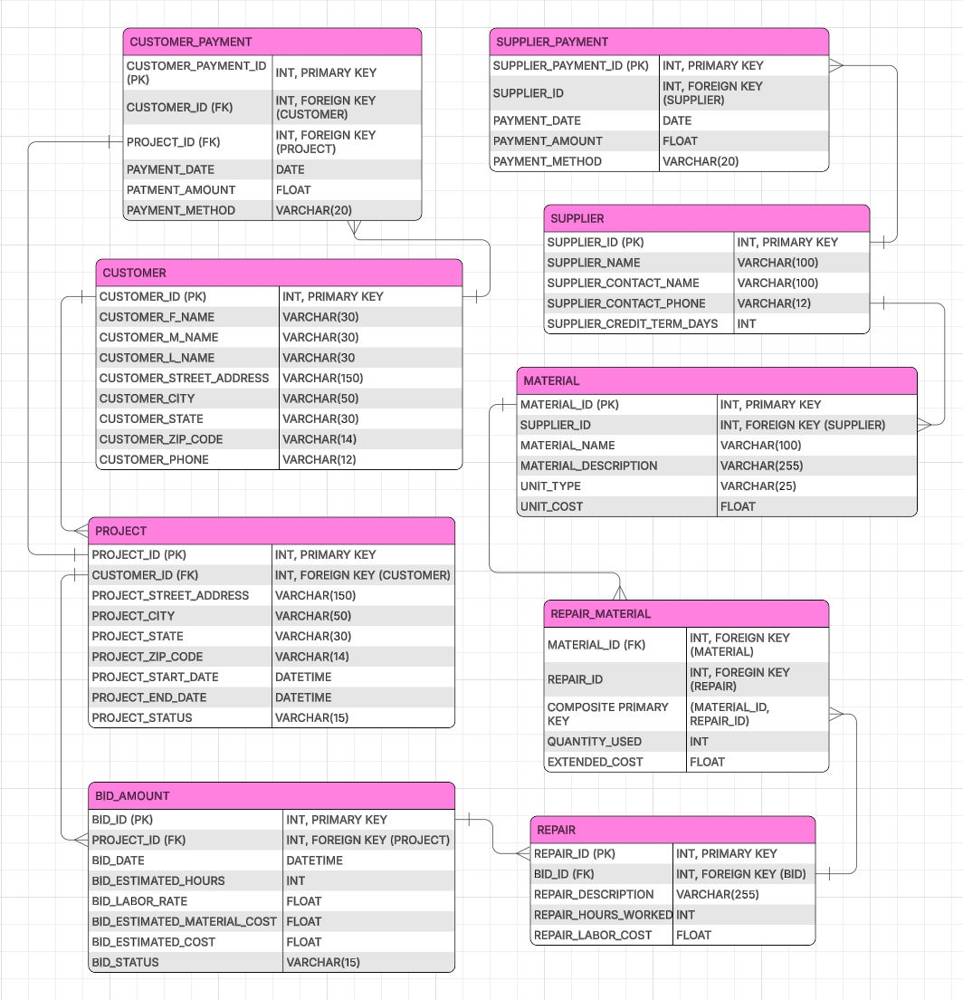 CUSTOMER_PAYMENT
CUSTOMER_PAYMENT_ID
(PK)
INT, PRIMARY KEY
CUSTOMER_ID (FK)
INT, FOREIGN KEY
(CUSTOMER)
PROJECT_ID (FK)
INT, FOREIGN KEY
(PROJECT)
PAYMENT_DATE
DATE
PATMENT_AMOUNT
FLOAT
PAYMENT_METHOD
VARCHAR(20)
SUPPLIER_PAYMENT
SUPPLIER_PAYMENT_ID (PK)
INT, PRIMARY KEY
SUPPLIER_ID
INT, FOREIGN KEY
(SUPPLIER)
PAYMENT_DATE
DATE
PAYMENT_AMOUNT
FLOAT
PAYMENT_METHOD
VARCHAR(20)
SUPPLIER
SUPPLIER_ID (PK)
INT, PRIMARY KEY
SUPPLIER_NAME
VARCHAR(100)
SUPPLIER_CONTACT_NAME
VARCHAR(100)
SUPPLIER_CONTACT_PHONE
VARCHAR(12)
SUPPLIER_CREDIT_TERM_DAYS
INT
CUSTOMER
CUSTOMER_ID (PK)
INT, PRIMARY KEY
CUSTOMER_F_NAME
VARCHAR(30)
CUSTOMER_M_NAME
VARCHAR(30)
CUSTOMER_L_NAME
VARCHAR(30
CUSTOMER_STREET_ADDRESS
VARCHAR(150)
CUSTOMER_CITY
VARCHAR(50)
CUSTOMER_STATE
VARCHAR(30)
CUSTOMER_ZIP_CODE
VARCHAR(14)
CUSTOMER_PHONE
VARCHAR(12)
MATERIAL
MATERIAL_ID (PK)
INT, PRIMARY KEY
SUPPLIER_ID
INT, FOREIGN KEY (SUPPLIER)
MATERIAL_NAME
VARCHAR(100)
MATERIAL_DESCRIPTION
VARCHAR(255)
UNIT_TYPE
VARCHAR(25)
UNIT_COST
FLOAT
PROJECT
PROJECT_ID (PK)
INT, PRIMARY KEY
CUSTOMER_ID (FK)
INT, FOREIGN KEY (CUSTOMER)
PROJECT_STREET_ADDRESS
VARCHAR(150)
PROJECT_CITY
VARCHAR(50)
PROJECT_STATE
VARCHAR(30)
PROJECT_ZIP_CODE
VARCHAR(14)
PROJECT_START_DATE
DATETIME
PROJECT_END_DATE
DATETIME
PROJECT_STATUS
VARCHAR(15)
REPAIR_MATERIAL
MATERIAL_ID (FK)
INT, FOREIGN KEY
(MATERIAL)
REPAIR_ID
INT, FOREGIN KEY
(REPAIR)
COMPOSITE PRIMARY
KEY
(MATERIAL_ID,
REPAIR_ID)
QUANTITY_USED
INT
EXTENDED_COST
FLOAT
BID_AMOUNT
BID_ID (PK)
INT, PRIMARY KEY
PROJECT_ID (FK)
INT, FOREIGN KEY (PROJECT)
BID_DATE
DATETIME
BID_ESTIMATED_HOURS
INT
BID_LABOR_RATE
FLOAT
BID_ESTIMATED_MATERIAL_COST
FLOAT
BID_ESTIMATED_COST
FLOAT
BID_STATUS
VARCHAR(15)
REPAIR
REPAIR_ID (PK)
INT, PRIMARY KEY
BID_ID (FK)
INT, FOREIGN KEY (BID)
REPAIR_DESCRIPTION
VARCHAR(255)
REPAIR_HOURS_WORKED
INT
REPAIR_LABOR_COST
FLOAT